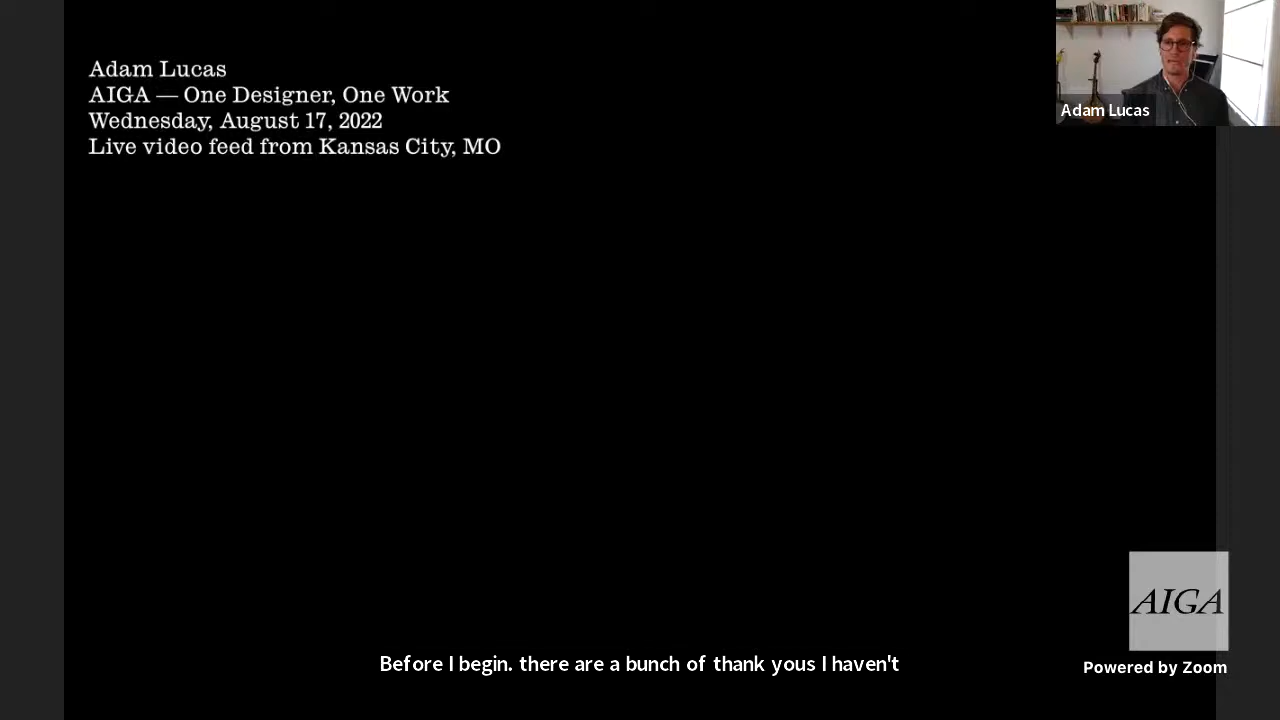 Adam Lucas
AIGA — One Designer, One Work
Wednesday, August 17, 2022
Live video feed from Kansas City, MO
Adam Lucas
AIGA
Before I begin. there are a bunch of thank yous I haven't
Powered by Zoom